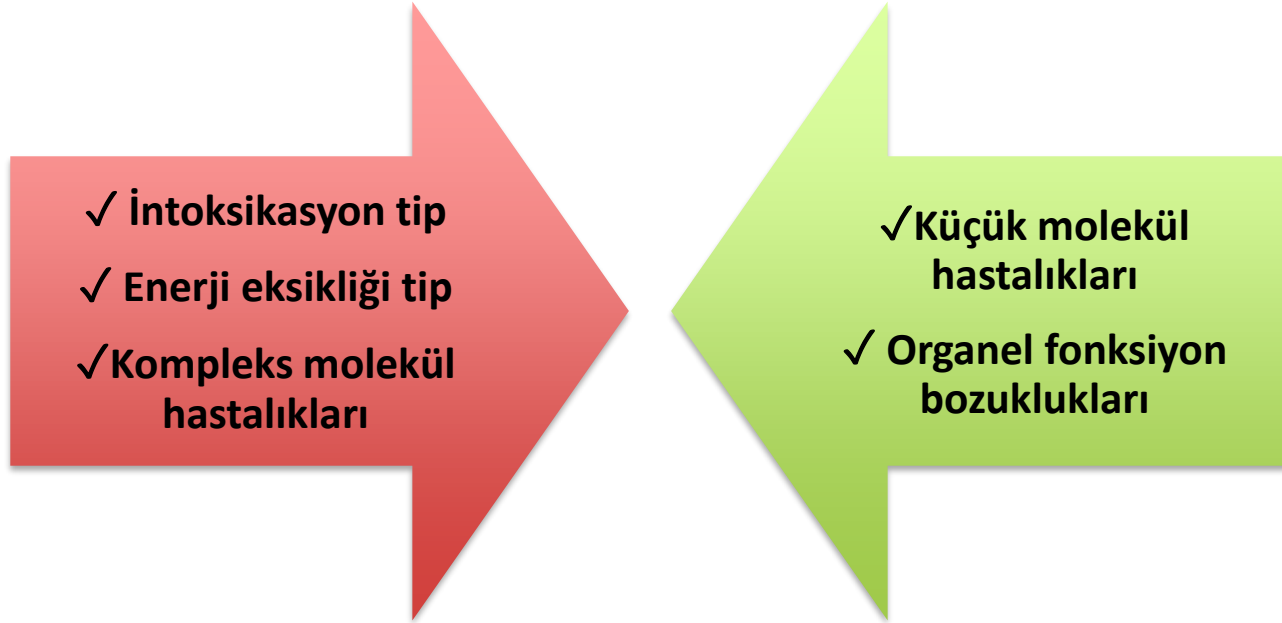 ✓ İntoksikasyon tip
✓ Enerji eksikliği tip
✓Kompleks molekül
hastalıkları
✓Küçük molekül
hastalıkları
✓ Organel fonksiyon
bozuklukları